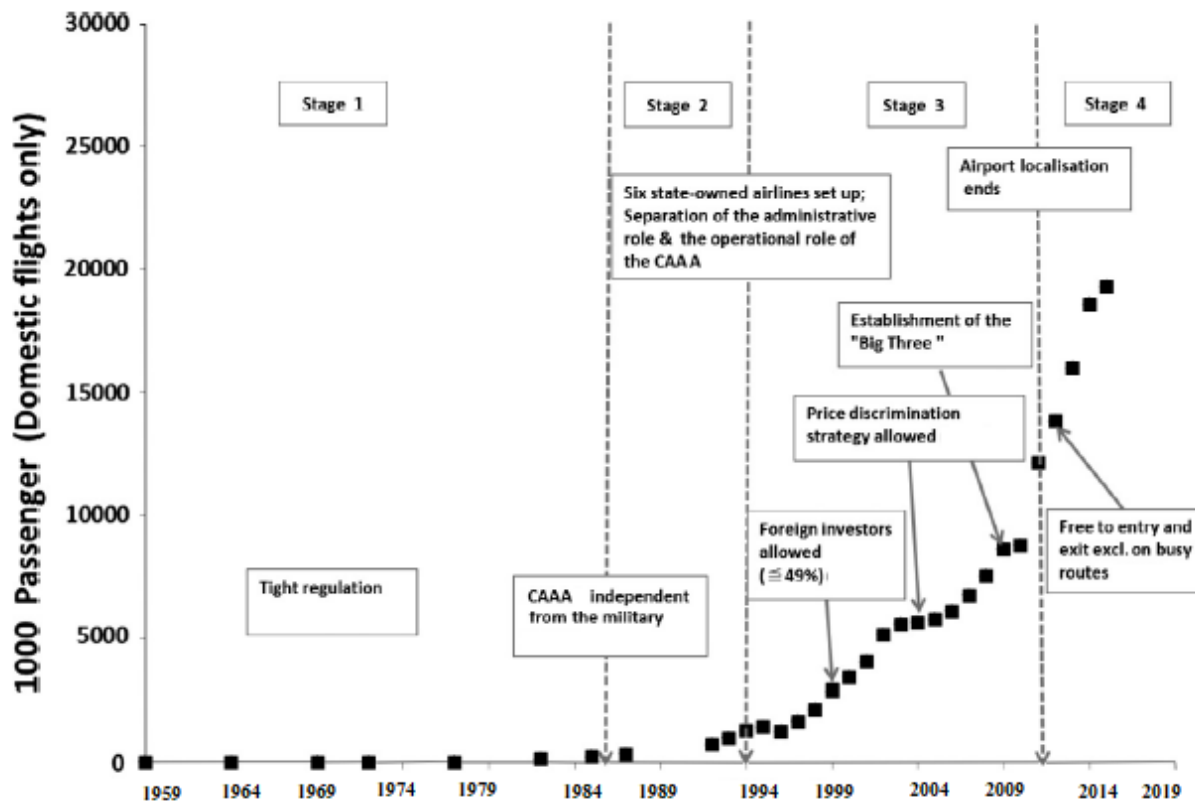 1000 Passenger (Domestic flights only)
30000
25000
20000
15000
10000
5000
0
Stage 1
Stage 2
Stage 3
Stage 4
Airport localisation
ends
Six state-owned airlines set up;
Separation of the administrative
role & the operational role of
the CAAA
Establishment of the
"Big Three "
Price discrimination
strategy allowed
Foreign investors
allowed
(≦49%)
Free to entry and
exit excl. on busy
routes
Tight regulation
CAAA independent
from the military
1959 1964 1969 1974 1979 1984 1989 1994 1999 2004 2009 2014 2019